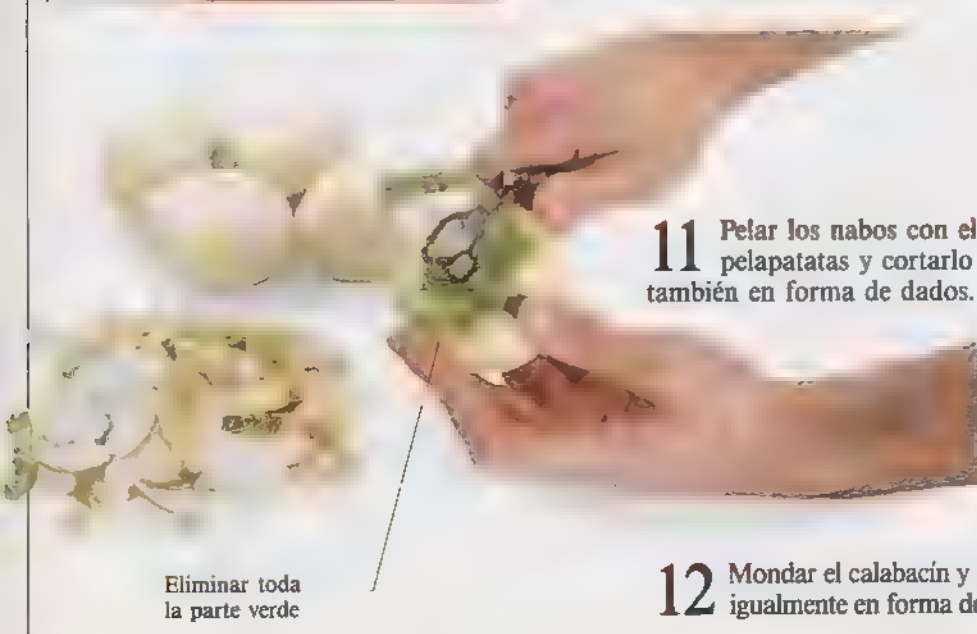 11 Pelar los nabos con el
pelapatatas y cortarlo
también en forma de dados.
Eliminar toda
la parte verde
12 Mondar el calabacín y
igualmente en forma de